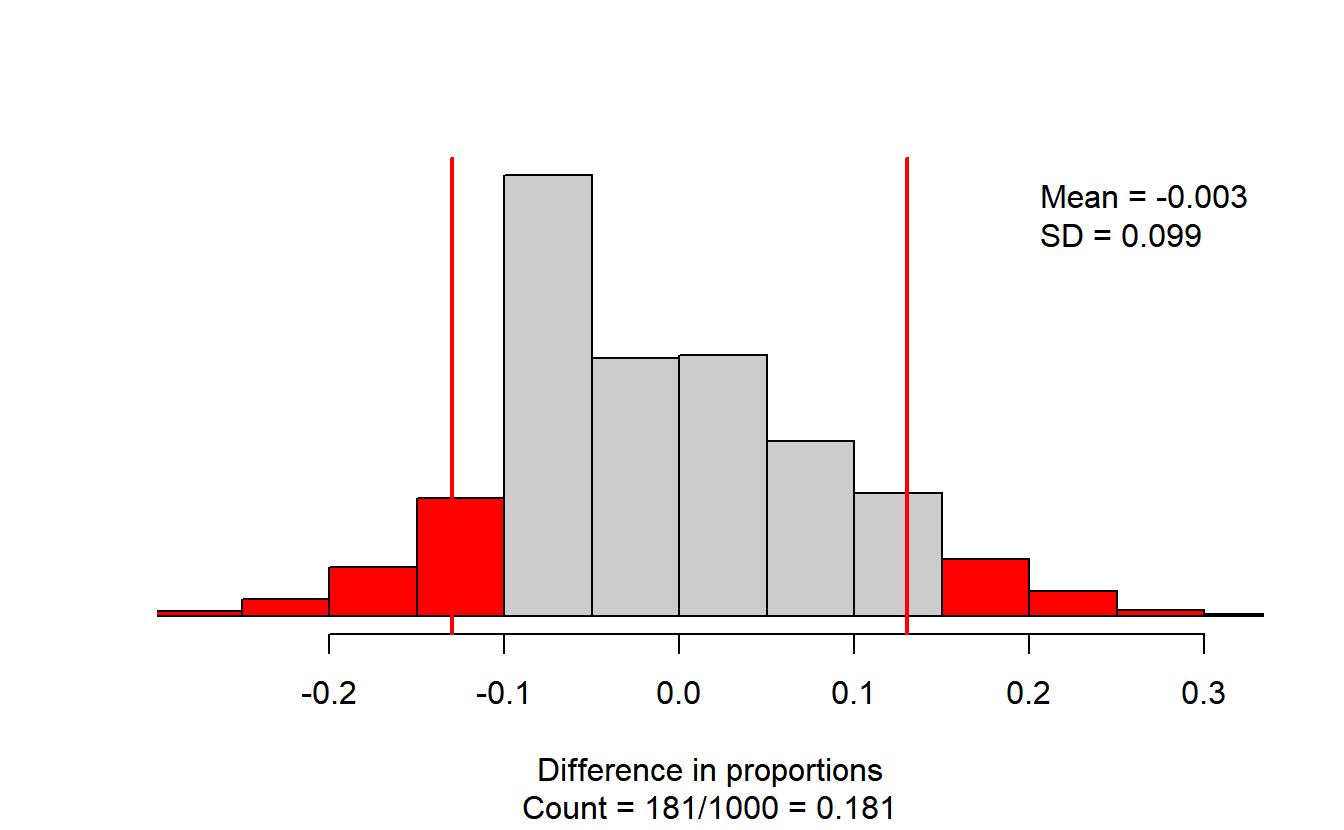 Mean = -0.003
SD = 0.099
-0.2 -0.1 0.0 0.1 0.2 0.3
Difference in proportions
Count = 181/1000 = 0.181